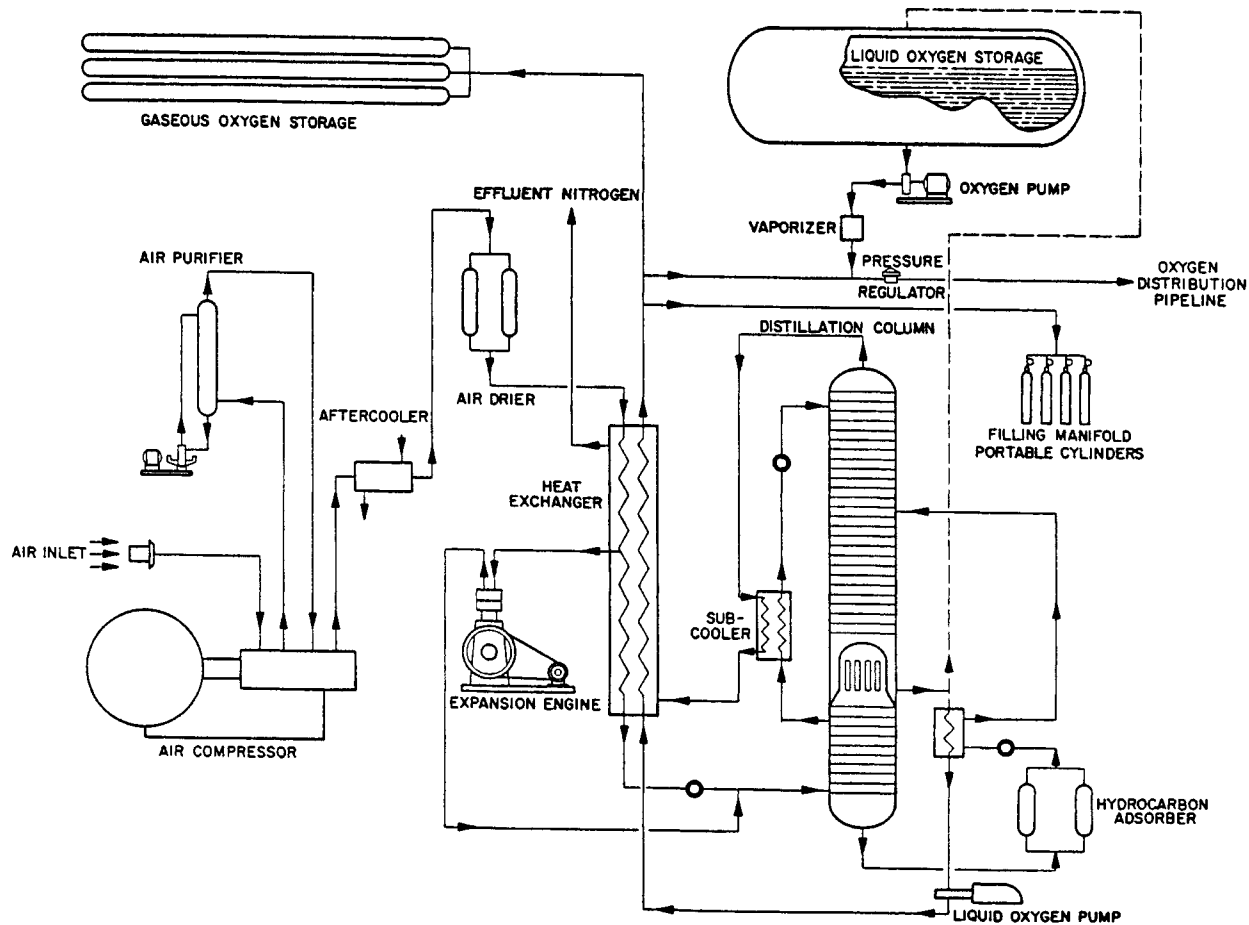 LIQUID OXYGEN STORAGE
GASEOUS OXYGEN STORAGE
OXYGEN PUMP
EFFLUENT NITROGEN
VAPORIZER
AIR PURIFIER
PRESSURE
REGULATOR
OXYGEN
DISTRIBUTION
PIPELINE
DISTILLATION COLUMN
AIR DRIER
AFTERCOOLER
FILLING MANIFOLD
PORTABLE CYLINDERS
HEAT
EXCHANGER
AIR INLET
SUB-
COOLER
EXPANSION ENGINE
AIR COMPRESSOR
HYDROCARBON
ADSORBER
LIQUID OXYGEN PUMP